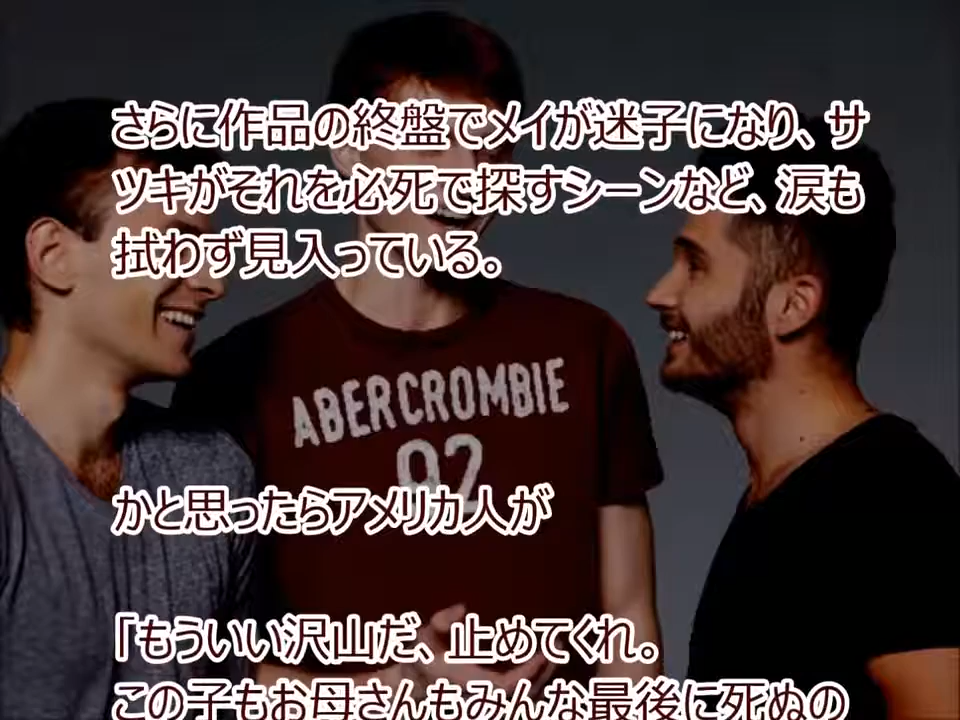 さらに作品の終盤でメイが迷子になり、サ
ツキがそれを必死で探すシーンなど、涙も
拭わず見入っている。
ABERCROMBIE
92
かと思ったらアメリカ人が
「もういい沢山だ、止めてくれ。
この子もお母さんもみんな最後に死ぬの